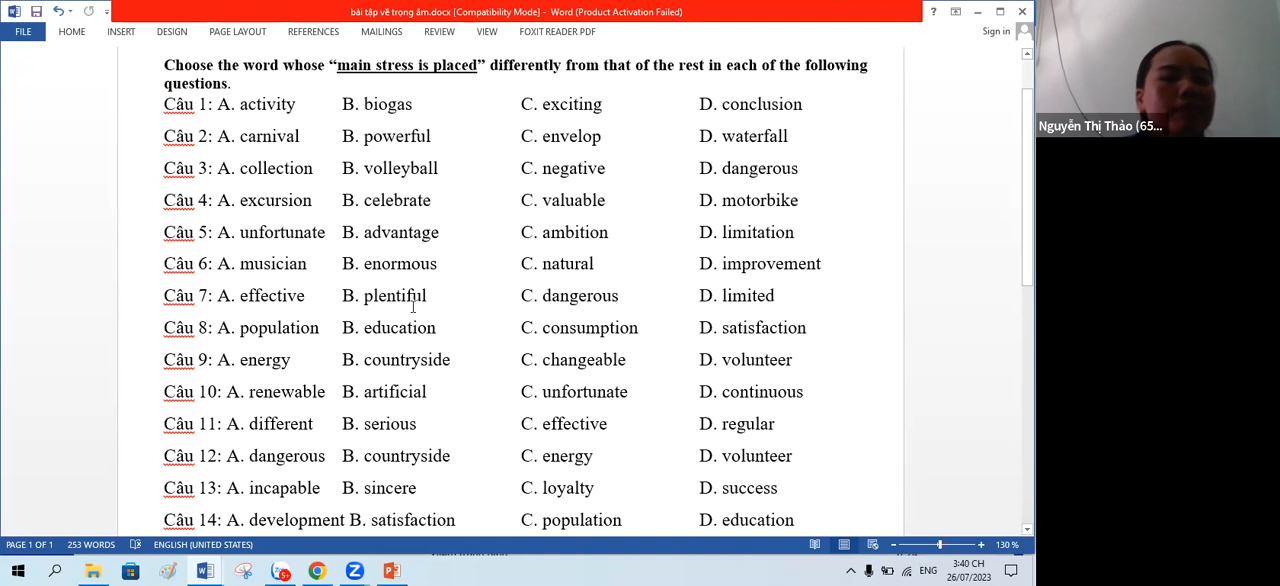 bài tập về trọng âm.docx [Compatibility Mode] - Word (Product Activation Failed)
FILE HOME INSERT DESIGN PAGE LAYOUT REFERENCES MAILINGS REVIEW VIEW FOXIT READER PDF Sign in
Choose the word whose “main stress is placed” differently from that of the rest in each of the following
questions.
Câu 1: A. activity B. biogas C. exciting D. conclusion
Câu 2: A. carnival B. powerful C. envelop D. waterfall
Câu 3: A. collection B. volleyball C. negative D. dangerous
Câu 4: A. excursion B. celebrate C. valuable D. motorbike
Câu 5: A. unfortunate B. advantage C. ambition D. limitation
Câu 6: A. musician B. enormous C. natural D. improvement
Câu 7: A. effective B. plentiful C. dangerous D. limited
Câu 8: A. population B. education C. consumption D. satisfaction
Câu 9: A. energy B. countryside C. changeable D. volunteer
Câu 10: A. renewable B. artificial C. unfortunate D. continuous
Câu 11: A. different B. serious C. effective D. regular
Câu 12: A. dangerous B. countryside C. energy D. volunteer
Câu 13: A. incapable B. sincere C. loyalty D. success
Câu 14: A. development B. satisfaction C. population D. education
PAGE 1 OF 1 253 WORDS ENGLISH (UNITED STATES) 130 %
ENG 3:40 CH
26/07/2023
Nguyễn Thị Thảo (65...